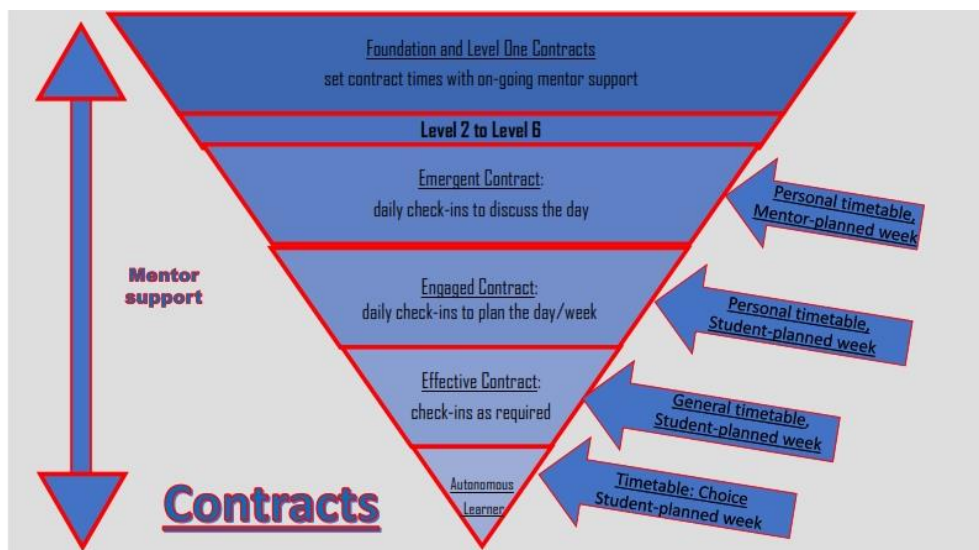 Foundation and Level One Contracts
set contract times with on-going mentor support
Level 2 to Level 6
Emergent Contract:
daily check-ins to discuss the day
Personal timetable,
Mentor-planned week
Mentor
support
Engaged Contract:
daily check-ins to plan the day/week
Personal timetable,
Student-planned week
Effective Contract:
check-ins as required
General timetable,
Student-planned week
Autonomous
Learner
Timetable: Choice
Student-planned week
Contracts